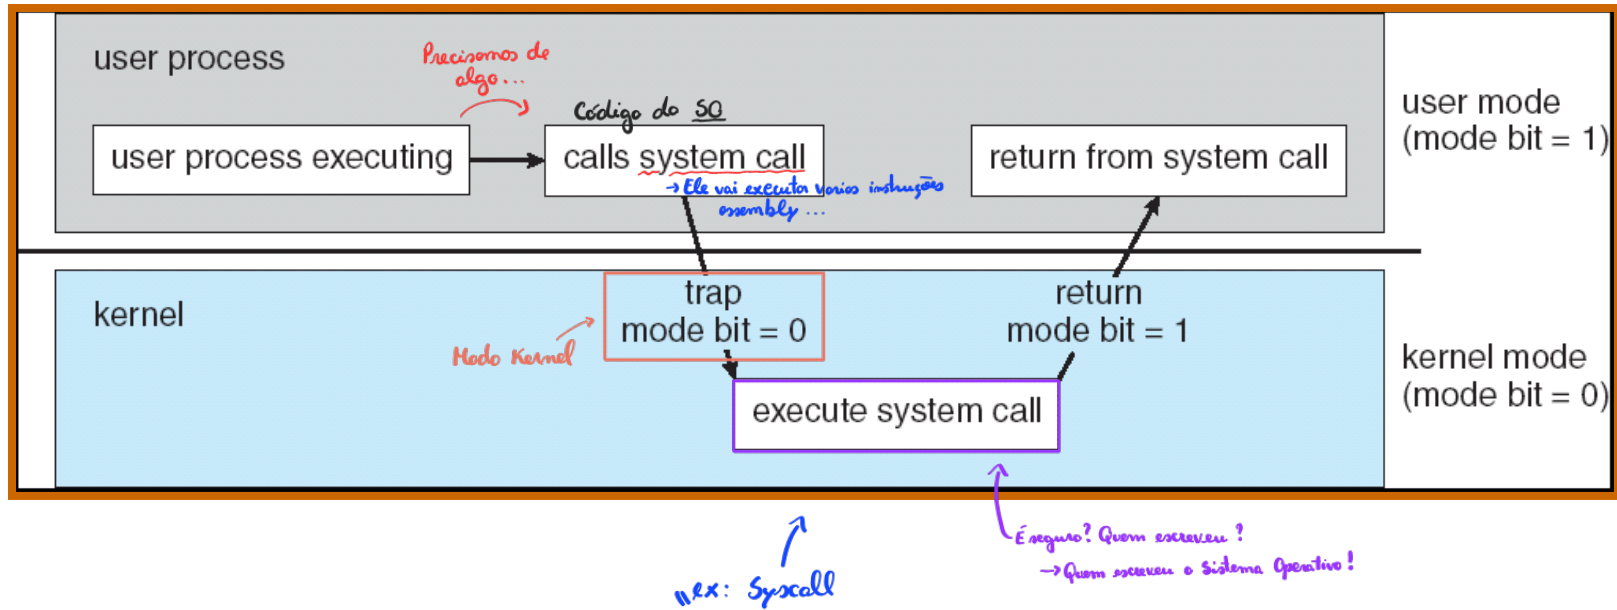 user process
Precisamos de
algo...
Código do SO
user process executing
calls system call
return from system call
→ Ele vai executar varias instruções
assembly ...
user mode
(mode bit = 1)
kernel
trap
mode bit = 0
return
mode bit = 1
Modo Kernel
execute system call
kernel mode
(mode bit = 0)
É seguro? Quem escreveu?
→ Quem escreveu o Sistema Operativo!
ex: Syscall